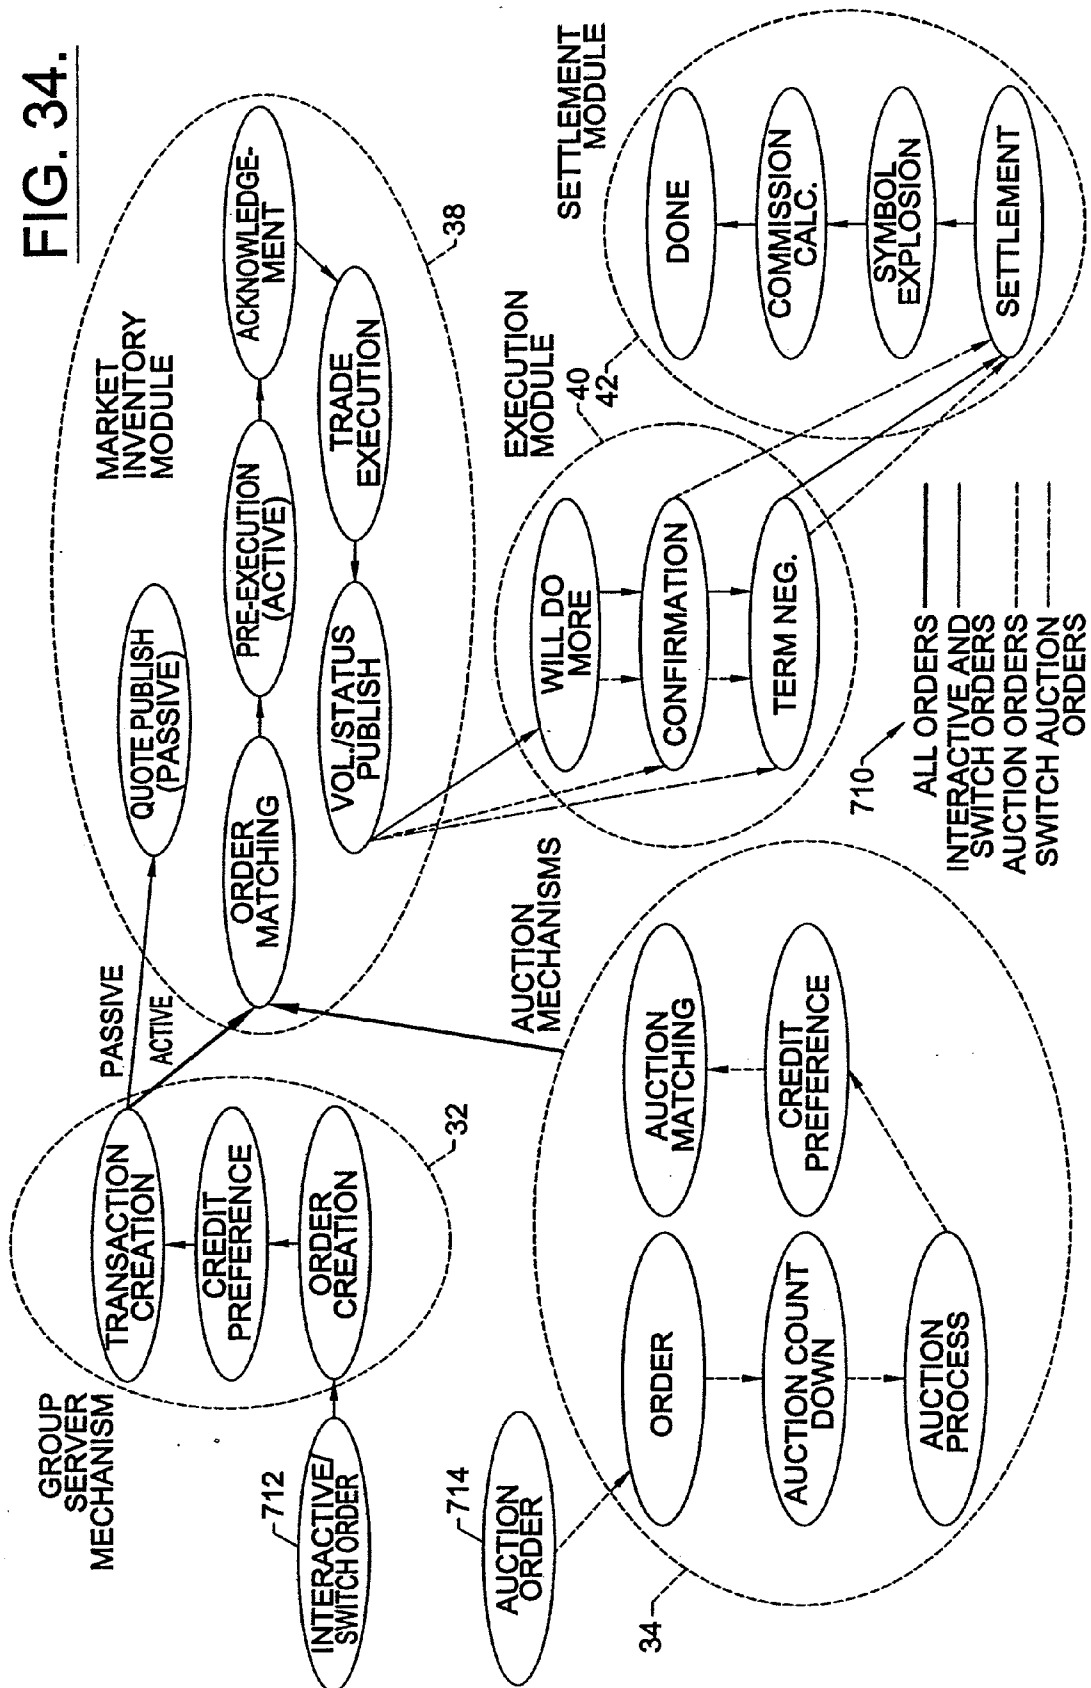 FIG. 34.
GROUP
SERVER
MECHANISM
TRANSACTION
CREATION
CREDIT
PREFERENCE
ORDER
CREATION
32
712
INTERACTIVE/
SWITCH ORDER
PASSIVE
ACTIVE
MARKET
INVENTORY
MODULE
QUOTE PUBLISH
(PASSIVE)
ORDER
MATCHING
PRE-EXECUTION
(ACTIVE)
ACKNOWLEDGE-
MENT
TRADE
EXECUTION
VOL./STATUS
PUBLISH
38
714
AUCTION
ORDER
34
AUCTION
MECHANISMS
ORDER
AUCTION COUNT
DOWN
AUCTION
PROCESS
AUCTION
MATCHING
CREDIT
PREFERENCE
EXECUTION
MODULE
40
WILL DO
MORE
CONFIRMATION
TERM NEG.
SETTLEMENT
MODULE
42
DONE
COMMISSION
CALC.
SYMBOL
EXPLOSION
SETTLEMENT
710
ALL ORDERS
INTERACTIVE AND
SWITCH ORDERS
AUCTION ORDERS
SWITCH AUCTION
ORDERS